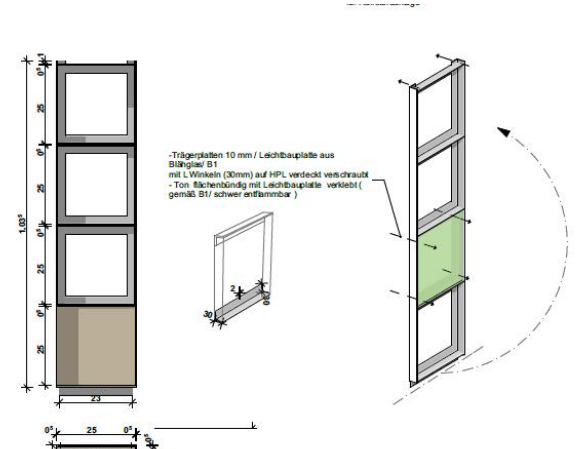 1
0⁵
25
0⁵
25
0⁵
25
0⁵
25
1,03⁵
23
0⁵ 25 0⁵
0⁵
-Trägerplatten 10 mm / Leichtbauplatte aus
Blähglas/ B1
mit L Winkeln (30mm) auf HPL verdeckt verschraubt
- Ton flächenbündig mit Leichtbauplatte verklebt (
gemäß B1/ schwer entflammbar )
2
30